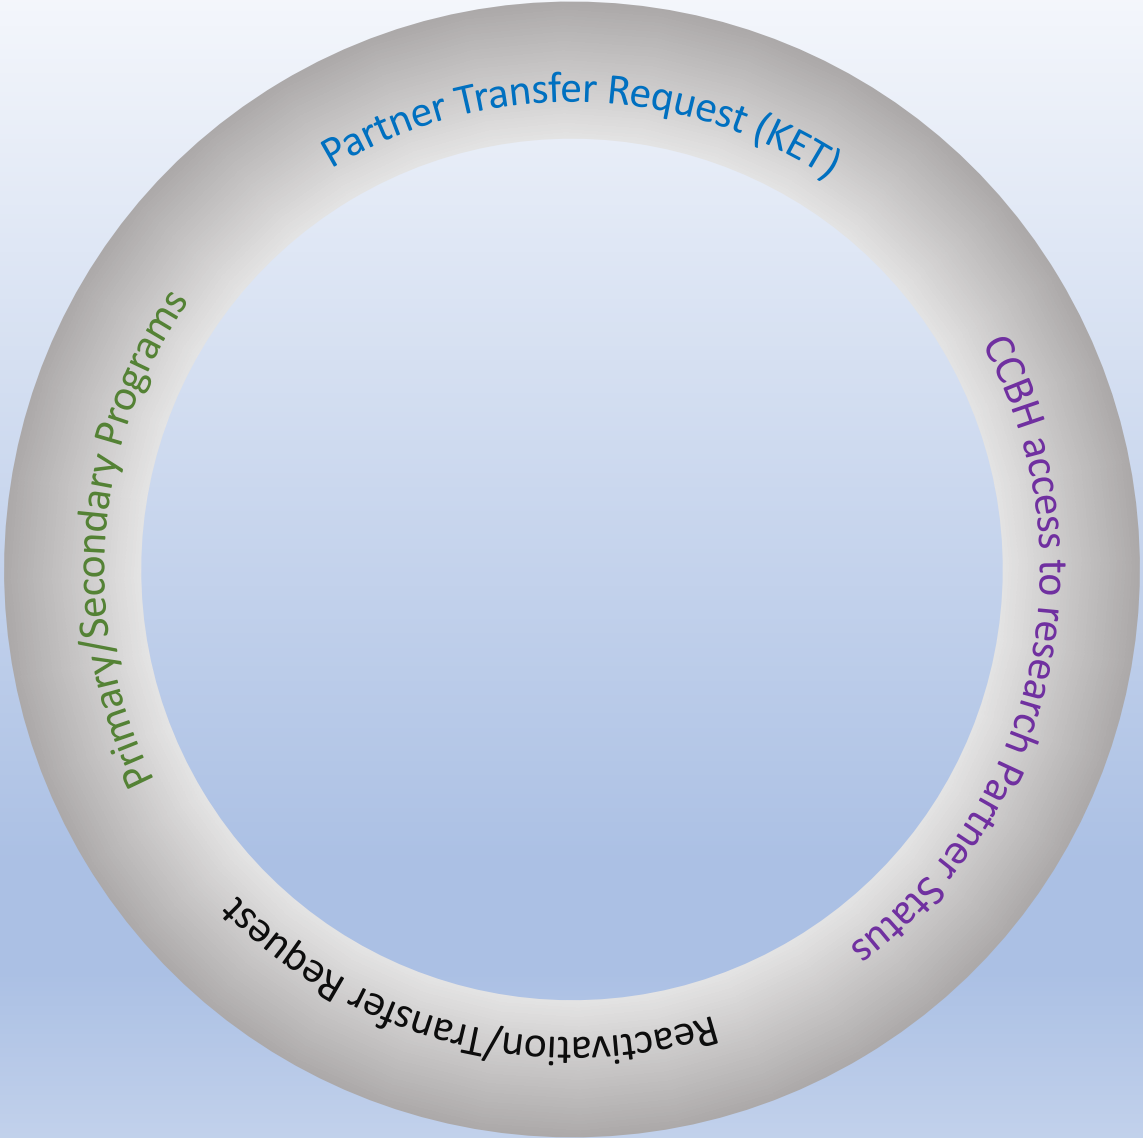 Partner Transfer Request (KET)
CCBH access to research Partner Status
Reactivation/Transfer Request
Primary/Secondary Programs